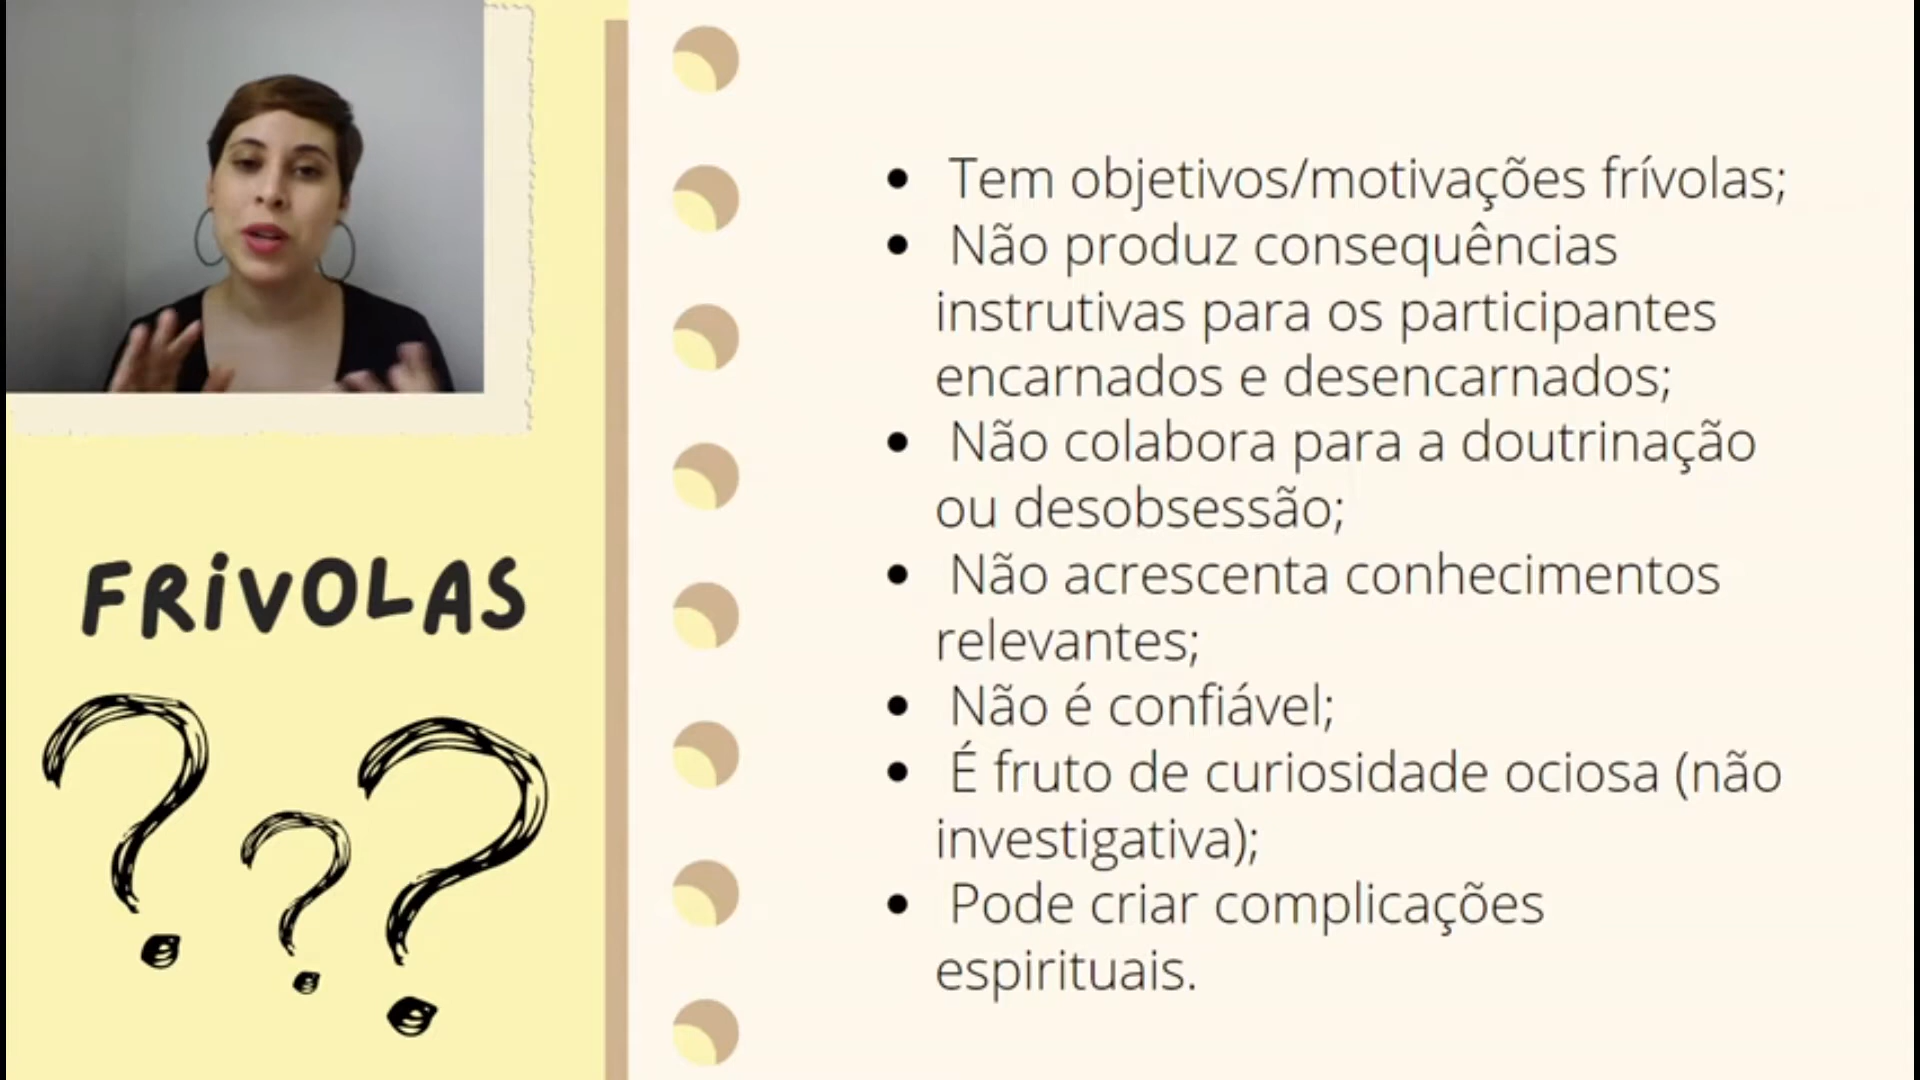 FRÍVOLAS
• Tem objetivos/motivações frívolas;
• Não produz consequências
instrutivas para os participantes
encarnados e desencarnados;
• Não colabora para a doutrinação
ou desobsessão;
• Não acrescenta conhecimentos
relevantes;
• Não é confiável;
• É fruto de curiosidade ociosa (não
investigativa);
• Pode criar complicações
espirituais.